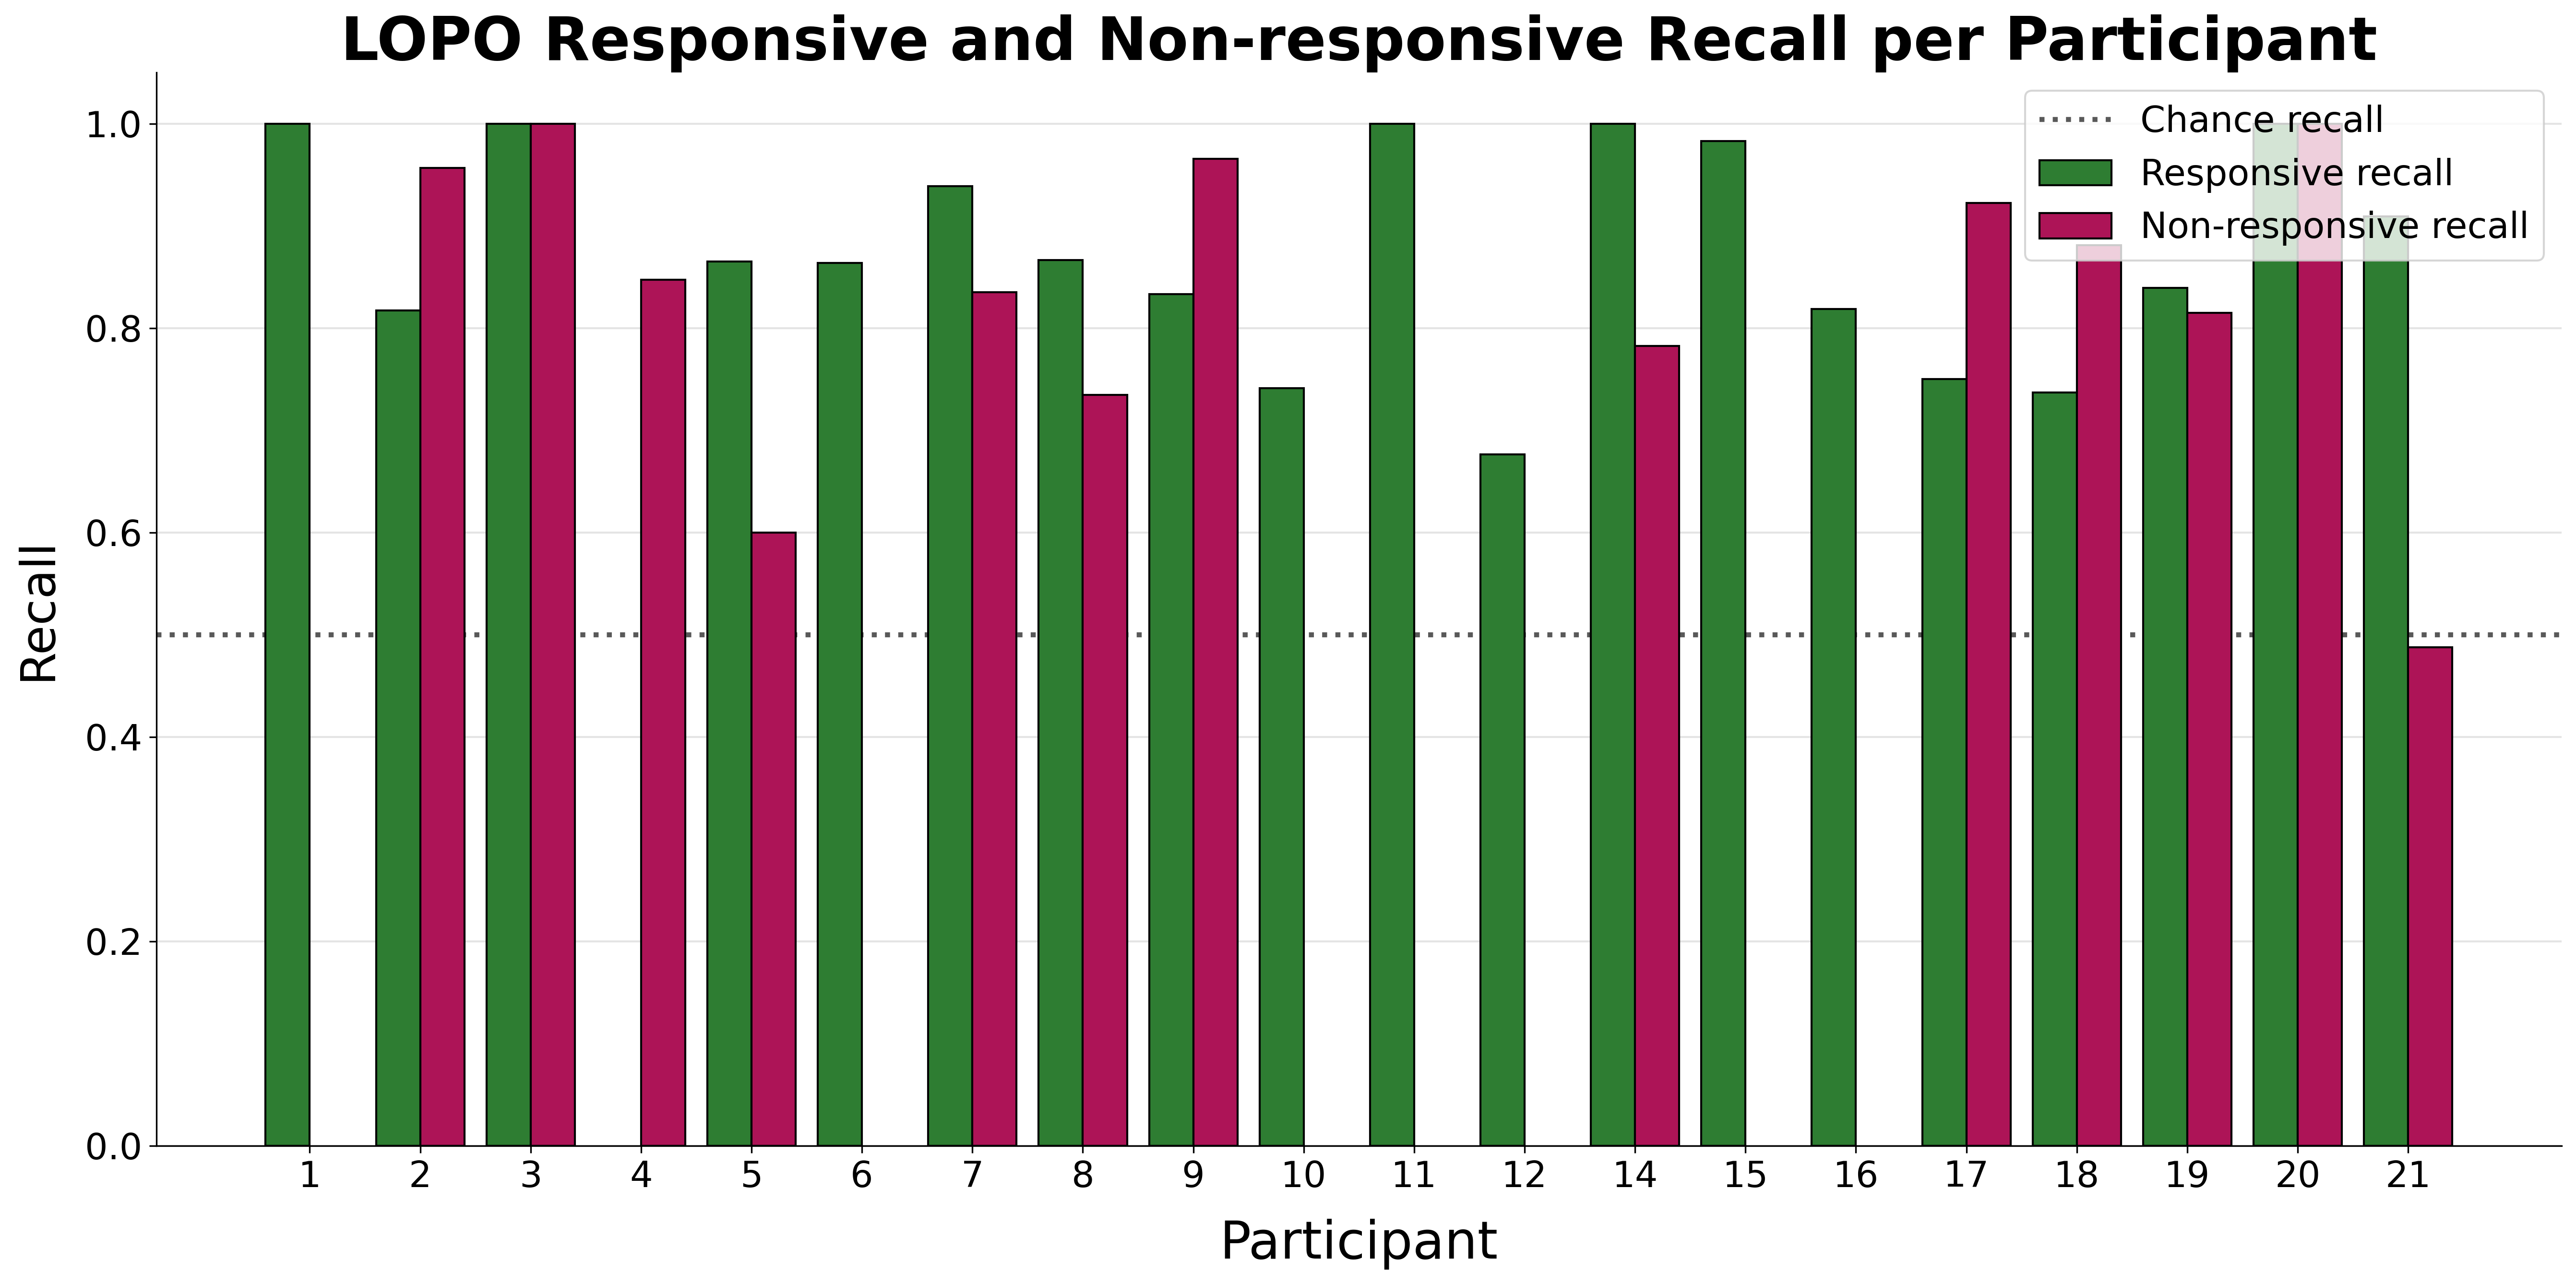 LOPO Responsive and Non-responsive Recall per Participant
Chance recall
Responsive recall
Non-responsive recall
Recall
1.0
0.8
0.6
0.4
0.2
0.0
1 2 3 4 5 6 7 8 9 10 11 12 14 15 16 17 18 19 20 21
Participant